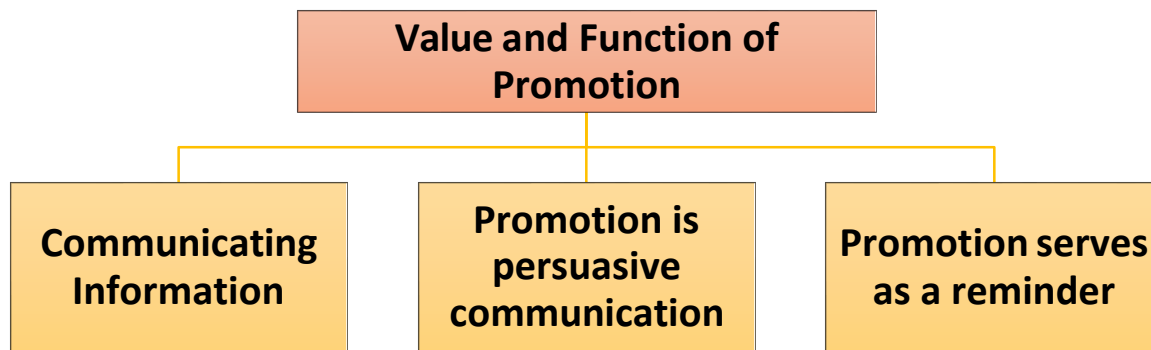 Value and Function of
Promotion
Communicating
Information
Promotion is
persuasive
communication
Promotion serves
as a reminder